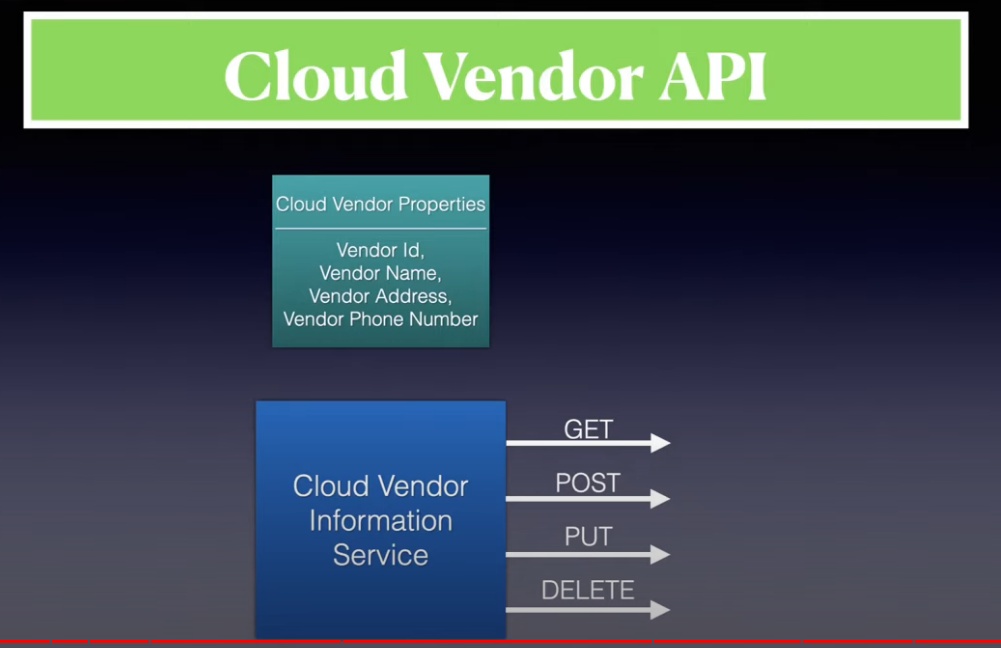 Cloud Vendor API
Cloud Vendor Properties
Vendor Id,
Vendor Name,
Vendor Address,
Vendor Phone Number
Cloud Vendor
Information
Service
GET
POST
PUT
DELETE